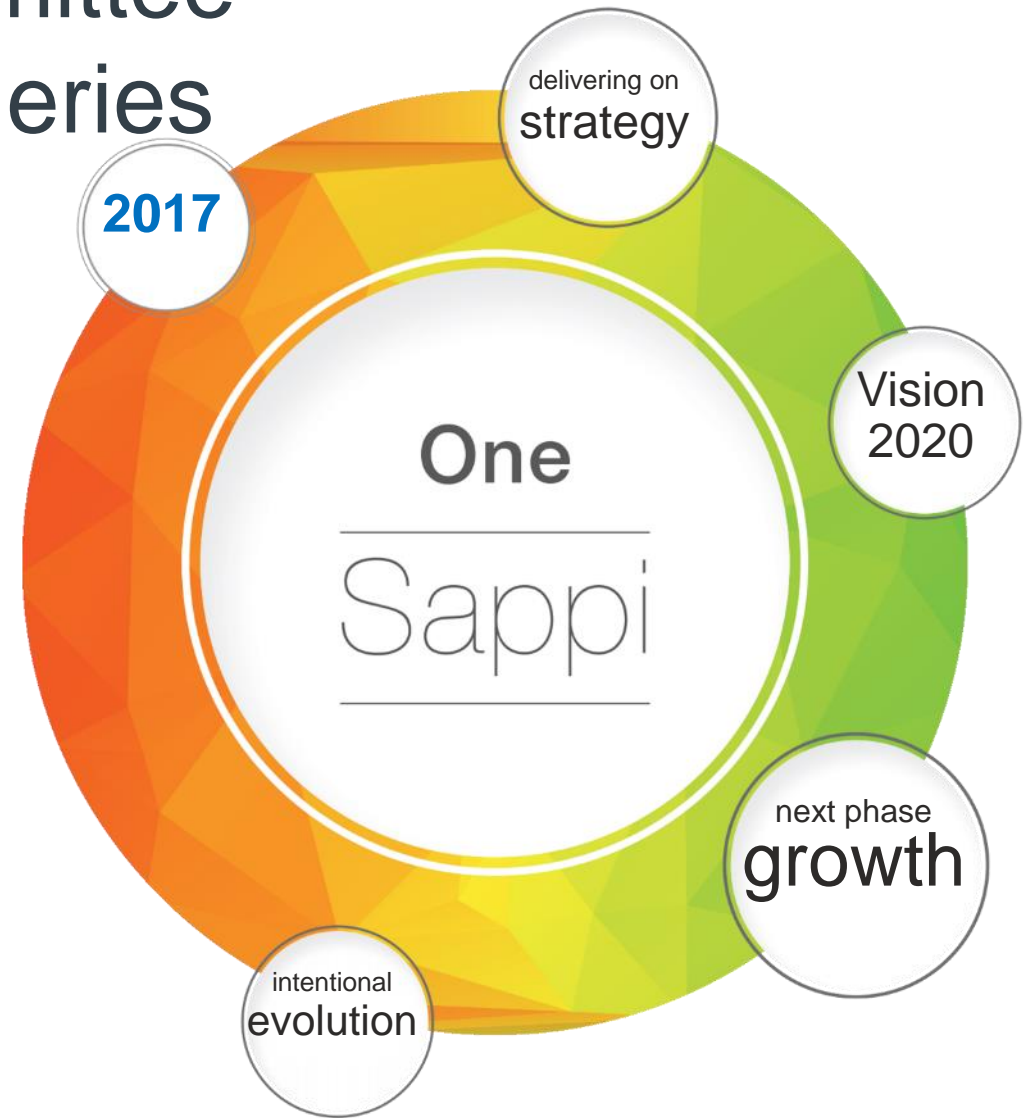 nittee
eries
2017
delivering on
strategy
Vision
2020
One
Sappi
next phase
growth
intentional
evolution